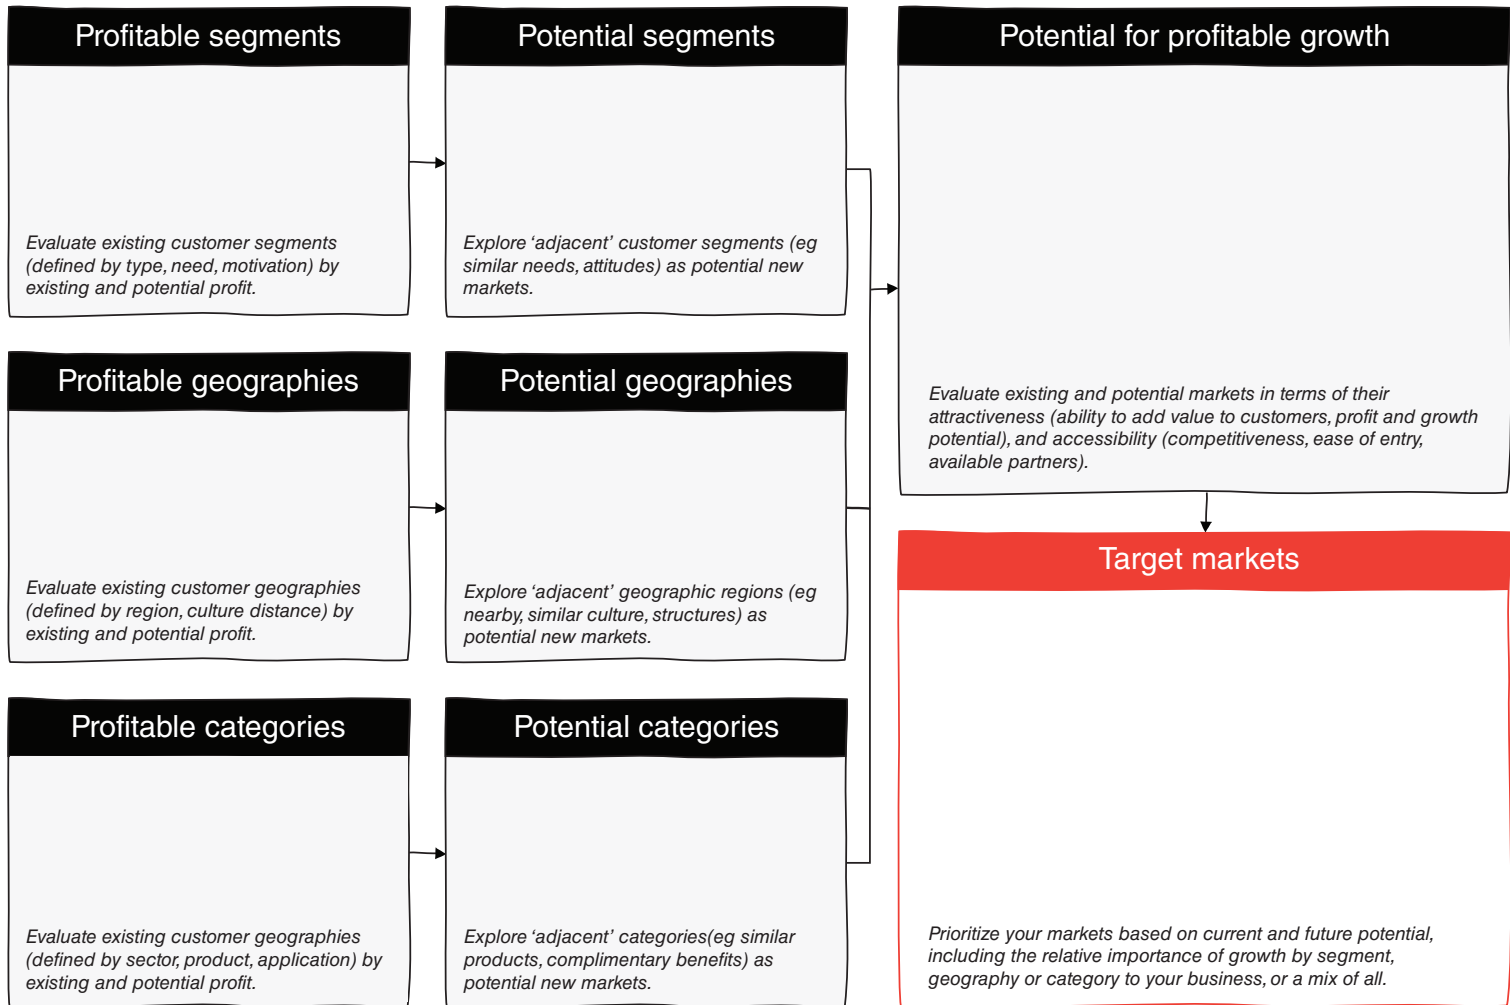 Profitable segments
Evaluate existing customer segments
(defined by type, need, motivation) by
existing and potential profit.
Potential segments
Explore ‘adjacent’ customer segments (eg
similar needs, attitudes) as potential new
markets.
Profitable geographies
Evaluate existing customer geographies
(defined by region, culture distance) by
existing and potential profit.
Potential geographies
Explore ‘adjacent’ geographic regions (eg
nearby, similar culture, structures) as
potential new markets.
Profitable categories
Evaluate existing customer geographies
(defined by sector, product, application) by
existing and potential profit.
Potential categories
Explore ‘adjacent’ categories(eg similar
products, complimentary benefits) as
potential new markets.
Potential for profitable growth
Evaluate existing and potential markets in terms of their
attractiveness (ability to add value to customers, profit and growth
potential), and accessibility (competitiveness, ease of entry,
available partners).
Target markets
Prioritize your markets based on current and future potential,
including the relative importance of growth by segment,
geography or category to your business, or a mix of all.